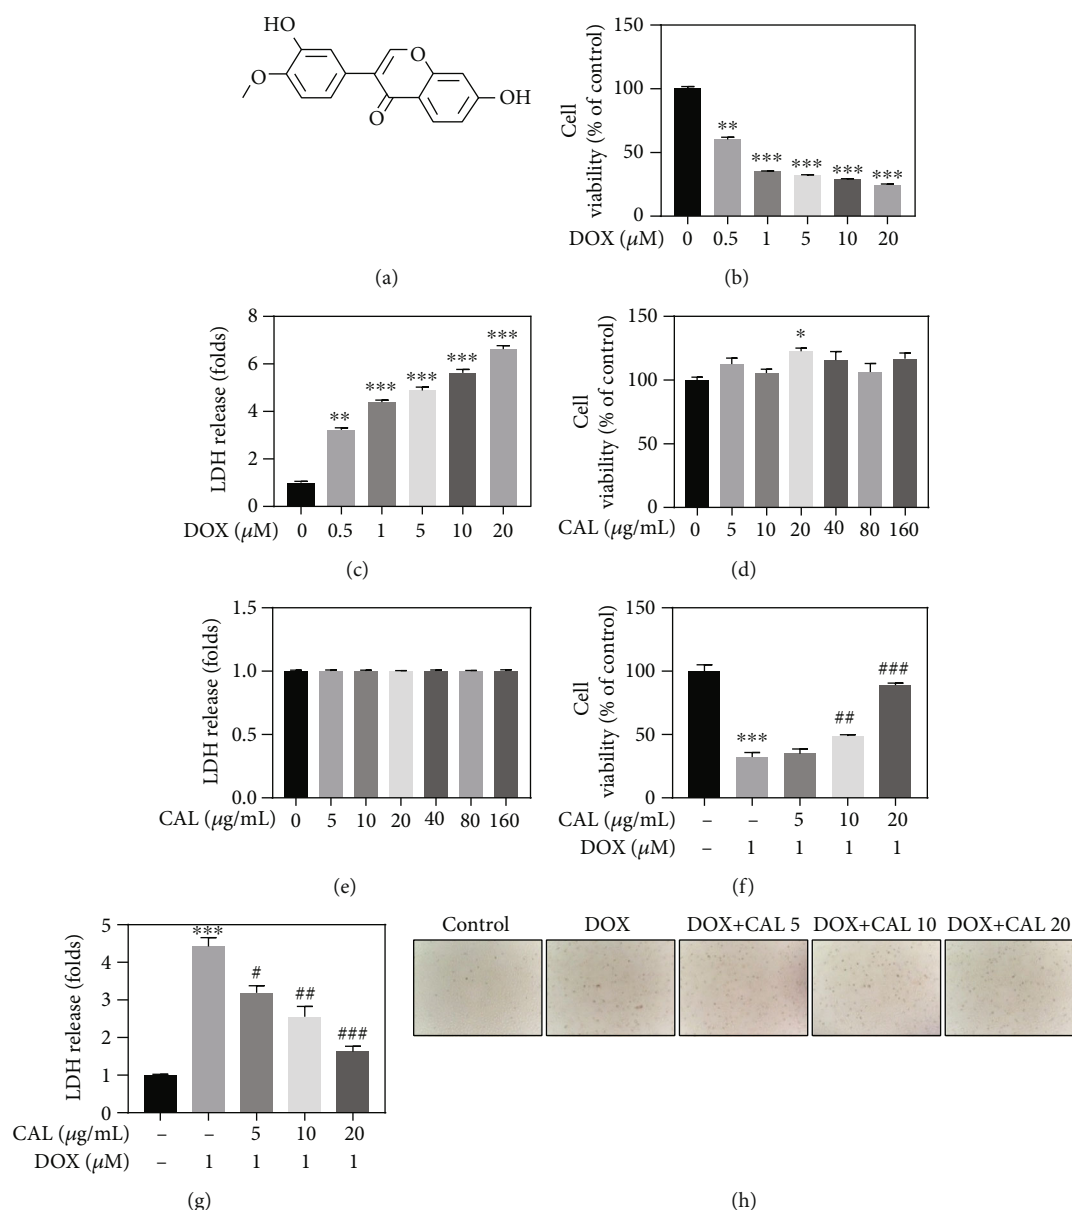 HO
O
O
O
OH
(a)
Cell
viability (% of control)
150
100
50
0
**
***
***
***
***
0 0.5 1 5 10 20
DOX (μM)
(b)
LDH release (folds)
8
6
4
2
0
**
***
***
***
***
0 0.5 1 5 10 20
DOX (μM)
(c)
Cell
viability (% of control)
150
100
50
0
*
0 5 10 20 40 80 160
CAL (μg/mL)
(d)
LDH release (folds)
1.5
1.0
0.5
0.0
0 5 10 20 40 80 160
CAL (μg/mL)
(e)
Cell
viability (% of control)
150
100
50
0
***
##
###
CAL (μg/mL) – – 5 10 20
DOX (μM) – 1 1 1 1
(f)
LDH release (folds)
5
4
3
2
1
0
***
#
##
###
CAL (μg/mL) – – 5 10 20
DOX (μM) – 1 1 1 1
(g)
Control DOX DOX+CAL 5 DOX+CAL 10 DOX+CAL 20
(h)